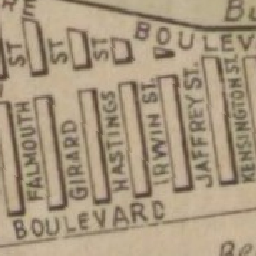 ST
ST
ST
BOULEV
FALMOUTH
GIRARD
HASTINGS
IRWIN ST.
JAFFREY ST.
KENSINGTON ST.
BOULEVARD